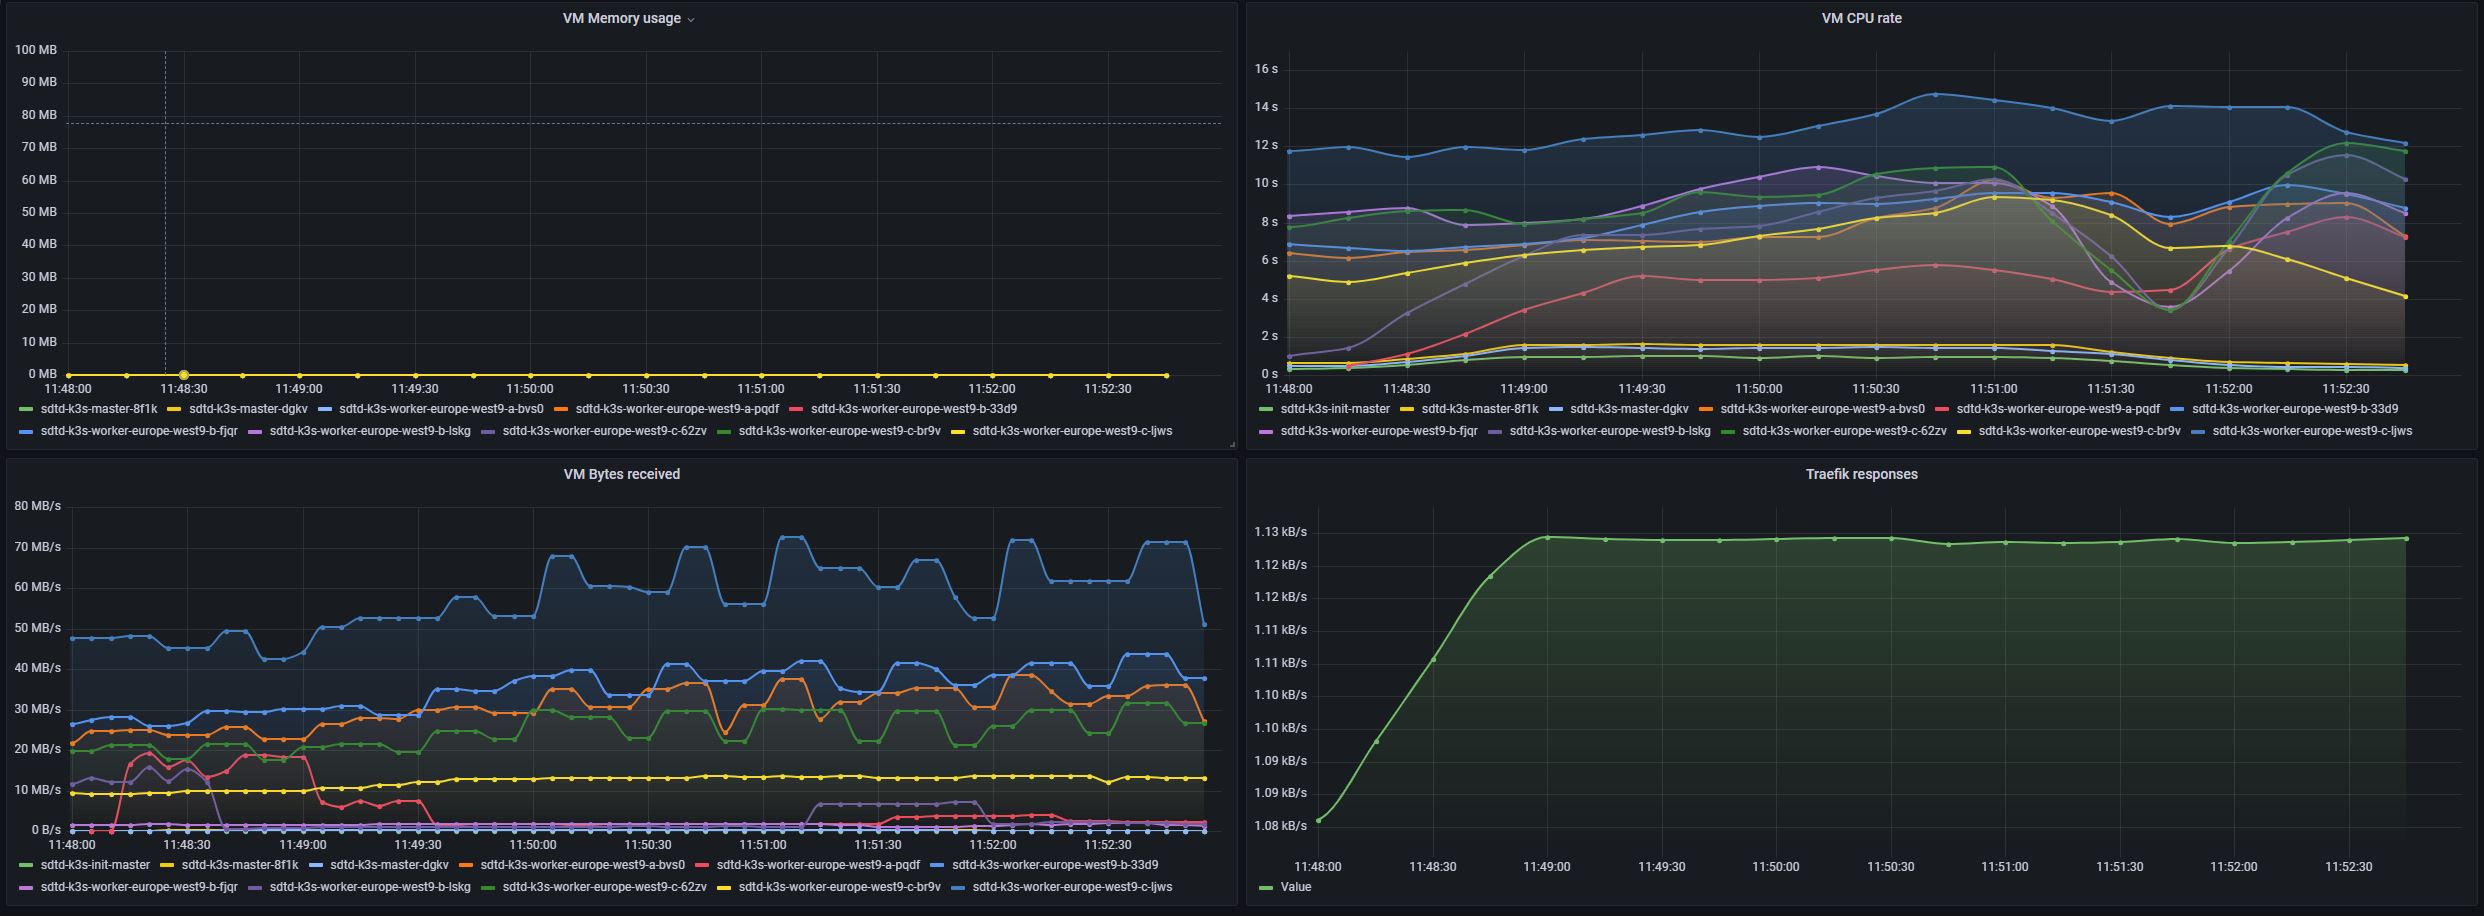 VM Memory usage
100 MB
90 MB
80 MB
70 MB
60 MB
50 MB
40 MB
30 MB
20 MB
10 MB
0 MB
11:48:00 11:48:30 11:49:00 11:49:30 11:50:00 11:50:30 11:51:00 11:51:30 11:52:00 11:52:30
sdtd-k3s-master-8f1k sdtd-k3s-master-dgkv sdtd-k3s-worker-europe-west9-a-bvs0 sdtd-k3s-worker-europe-west9-a-pqdf sdtd-k3s-worker-europe-west9-b-33d9
sdtd-k3s-worker-europe-west9-b-fjqr sdtd-k3s-worker-europe-west9-b-lskg sdtd-k3s-worker-europe-west9-c-62zv sdtd-k3s-worker-europe-west9-c-br9v sdtd-k3s-worker-europe-west9-c-ljws
VM CPU rate
16 s
14 s
12 s
10 s
8 s
6 s
4 s
2 s
0 s
11:48:00 11:48:30 11:49:00 11:49:30 11:50:00 11:50:30 11:51:00 11:51:30 11:52:00 11:52:30
sdtd-k3s-init-master sdtd-k3s-master-8f1k sdtd-k3s-master-dgkv sdtd-k3s-worker-europe-west9-a-bvs0 sdtd-k3s-worker-europe-west9-a-pqdf sdtd-k3s-worker-europe-west9-b-33d9
sdtd-k3s-worker-europe-west9-b-fjqr sdtd-k3s-worker-europe-west9-b-lskg sdtd-k3s-worker-europe-west9-c-62zv sdtd-k3s-worker-europe-west9-c-br9v sdtd-k3s-worker-europe-west9-c-ljws
VM Bytes received
80 MB/s
70 MB/s
60 MB/s
50 MB/s
40 MB/s
30 MB/s
20 MB/s
10 MB/s
0 B/s
11:48:00 11:48:30 11:49:00 11:49:30 11:50:00 11:50:30 11:51:00 11:51:30 11:52:00 11:52:30
sdtd-k3s-init-master sdtd-k3s-master-8f1k sdtd-k3s-master-dgkv sdtd-k3s-worker-europe-west9-a-bvs0 sdtd-k3s-worker-europe-west9-a-pqdf sdtd-k3s-worker-europe-west9-b-33d9
sdtd-k3s-worker-europe-west9-b-fjqr sdtd-k3s-worker-europe-west9-b-lskg sdtd-k3s-worker-europe-west9-c-62zv sdtd-k3s-worker-europe-west9-c-br9v sdtd-k3s-worker-europe-west9-c-ljws
Traefik responses
1.13 kB/s
1.12 kB/s
1.12 kB/s
1.11 kB/s
1.11 kB/s
1.10 kB/s
1.10 kB/s
1.09 kB/s
1.09 kB/s
1.08 kB/s
11:48:00 11:48:30 11:49:00 11:49:30 11:50:00 11:50:30 11:51:00 11:51:30 11:52:00 11:52:30
Value